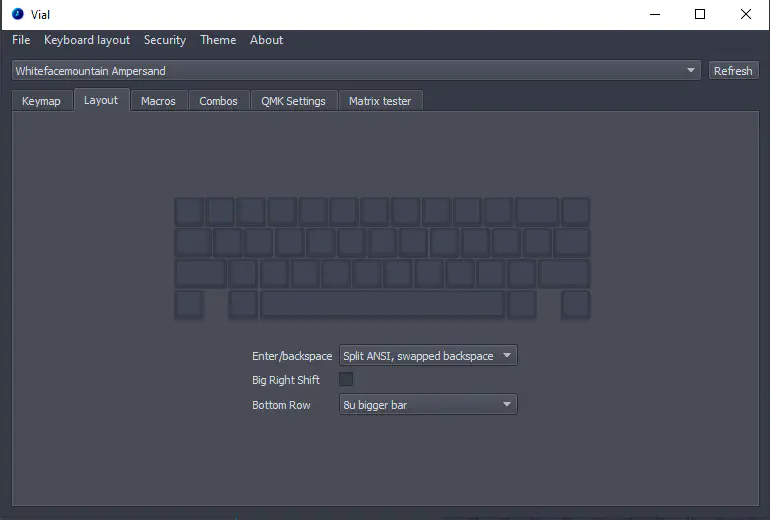 Vial
File Keyboard layout Security Theme About
Whitefacemountain Ampersand Refresh
Keymap Layout Macros Combos QMK Settings Matrix tester
Enter/backspace Split ANSI, swapped backspace
Big Right Shift
Bottom Row 8u bigger bar